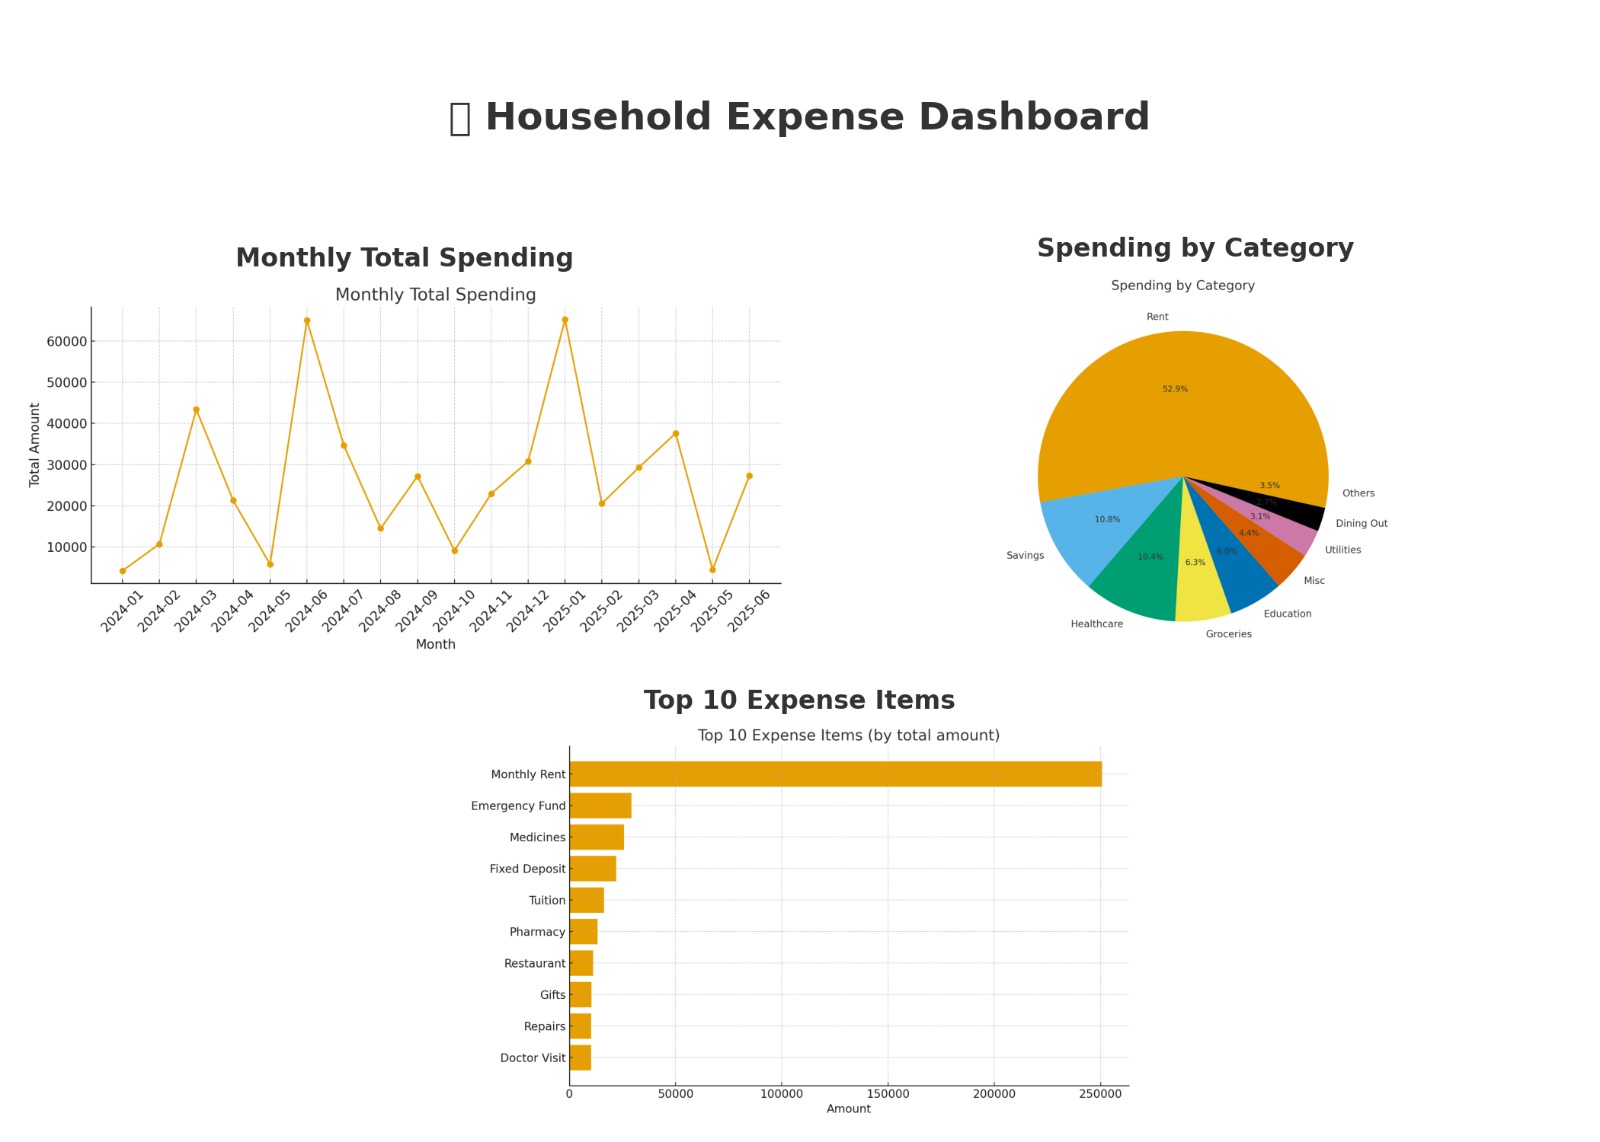 Household Expense Dashboard
Monthly Total Spending
Monthly Total Spending
Total Amount
60000
50000
40000
30000
20000
10000
2024-01
2024-02
2024-03
2024-04
2024-05
2024-06
2024-07
2024-08
2024-09
2024-10
2024-11
2024-12
2025-01
2025-02
2025-03
2025-04
2025-05
2025-06
Month
Spending by Category
Spending by Category
Rent
52.9%
Savings
10.8%
Healthcare
10.4%
Groceries
6.3%
Education
6.0%
Misc
4.4%
Utilities
3.1%
Dining Out
Others
3.5%
Top 10 Expense Items
Top 10 Expense Items (by total amount)
Monthly Rent
Emergency Fund
Medicines
Fixed Deposit
Tuition
Pharmacy
Restaurant
Gifts
Repairs
Doctor Visit
0
50000
100000
150000
200000
250000
Amount